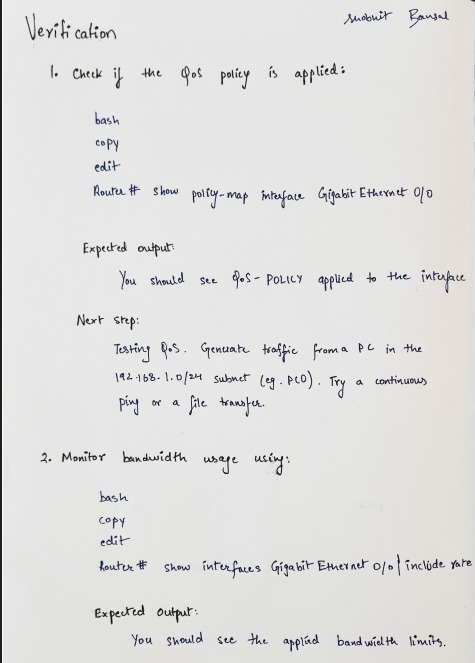 Verification
Bansal
1. Check if the QoS policy is applied:
bash
copy
edit
Router # show policy-map interface Gigabit Ethernet 0/0
Expected output:
You should see QoS-POLICY applied to the interface
Next step:
Testing QoS. Generate traffic from a PC in the
192.168.1.0/24 subnet (eg. PC0). Try a continuous
ping or a file transfer.
2. Monitor bandwidth usage using:
bash
copy
edit
Router # show interfaces Gigabit Ethernet 0/0 | include rate
Expected Output:
You should see the applied bandwidth limits.